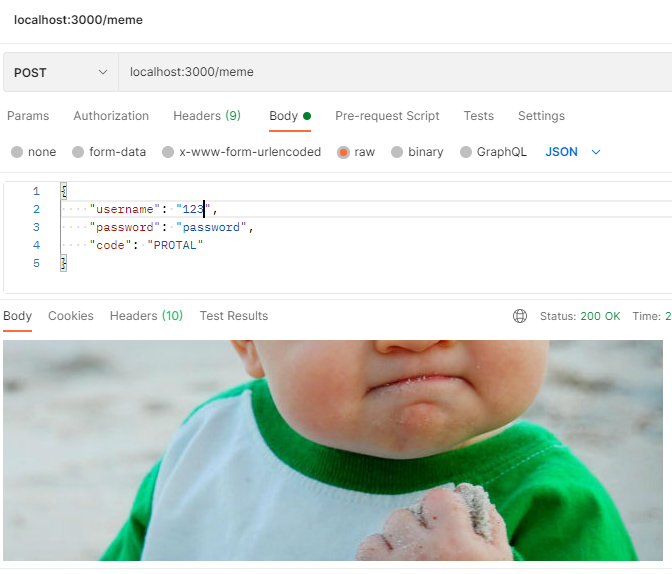 localhost:3000/meme
POST localhost:3000/meme
Params Authorization Headers (9) Body Pre-request Script Tests Settings
none form-data x-www-form-urlencoded raw binary GraphQL JSON
1 {
2 "username": "123",
3 "password": "password",
4 "code": "PROTAL"
5 }
Body Cookies Headers (10) Test Results Status: 200 OK Time: 2